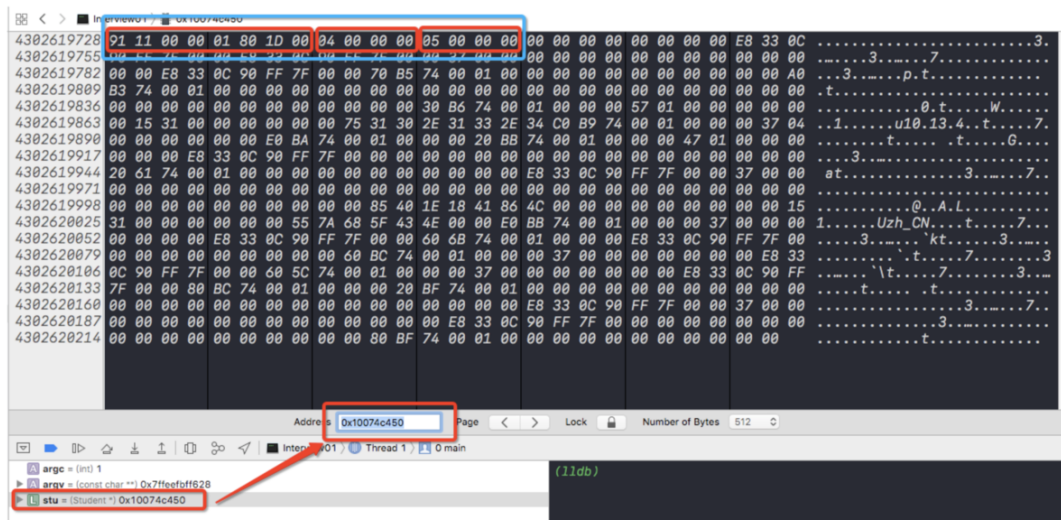 Interview01 〉 0x10074c450
4302619728 91 11 00 00 01 80 1D 00 04 00 00 00 05 00 00 00 00 00 00 00 00 00 00 00 E8 33 0C ........................3.
4302619755
4302619782 00 00 E8 33 0C 90 FF 7F 00 00 70 B5 74 00 01 00 00 00 00 00 00 00 00 00 00 00 A0
4302619809 B3 74 00 01 00 00 00 00 00 00 00 00 00 00 00 00 00 00 00 00 00 00 00 00 00 00 00
4302619836 00 00 00 00 00 00 00 00 00 00 00 00 30 B6 74 00 01 00 00 00 57 01 00 00 00 00 00
4302619863 00 15 31 00 00 00 00 00 00 75 31 30 2E 31 33 2E 34 C0 B9 74 00 01 00 00 00 37 04
4302619890 00 00 00 00 00 00 E0 BA 74 00 01 00 00 00 20 BB 74 00 01 00 00 00 47 01 00 00 00
4302619917 00 00 00 E8 33 0C 90 FF 7F 00 00 00 00 00 00 00 00 00 00 00 00 00 00 00 00 00 00
4302619944 20 61 74 00 01 00 00 00 00 00 00 00 00 00 00 00 E8 33 0C 90 FF 7F 00 00 37 00 00
4302619971 00 00 00 00 00 00 00 00 00 00 00 00 00 00 00 00 00 00 00 00 00 00 00 00 00 00 00
4302619998 00 00 00 00 00 00 00 00 00 00 85 40 1E 18 41 86 4C 00 00 00 00 00 00 00 00 00 15
4302620025 31 00 00 00 00 00 00 55 7A 68 5F 43 4E 00 00 E0 BB 74 00 01 00 00 00 37 00 00 00
4302620052 00 00 00 00 E8 33 0C 90 FF 7F 00 00 60 6B 74 00 01 00 00 00 E8 33 0C 90 FF 7F 00
4302620079 00 00 00 00 00 00 00 00 00 60 BC 74 00 01 00 00 00 37 00 00 00 00 00 00 00 E8 33
4302620106 0C 90 FF 7F 00 00 60 5C 74 00 01 00 00 00 37 00 00 00 00 00 00 00 E8 33 0C 90 FF
4302620133 7F 00 00 80 BC 74 00 01 00 00 00 20 BF 74 00 01 00 00 00 00 00 00 00 00 00 00 00
4302620160 00 00 00 00 00 00 00 00 00 00 00 00 00 00 00 00 E8 33 0C 90 FF 7F 00 00 37 00 00
4302620187 00 00 00 00 00 00 00 00 00 00 00 00 00 E8 33 0C 90 FF 7F 00 00 00 00 00 00 00 00
4302620214 00 00 00 00 00 00 00 00 00 80 BF 74 00 01 00 00 00 00 00 00 00 00 00 00 00 00
Address 0x10074c450 Page Lock Number of Bytes 512
Thread 1 〉 0 main
argc = (int) 1
argv = (const char **) 0x7ffeefbff628
stu = (Student *) 0x10074c450
(lldb)